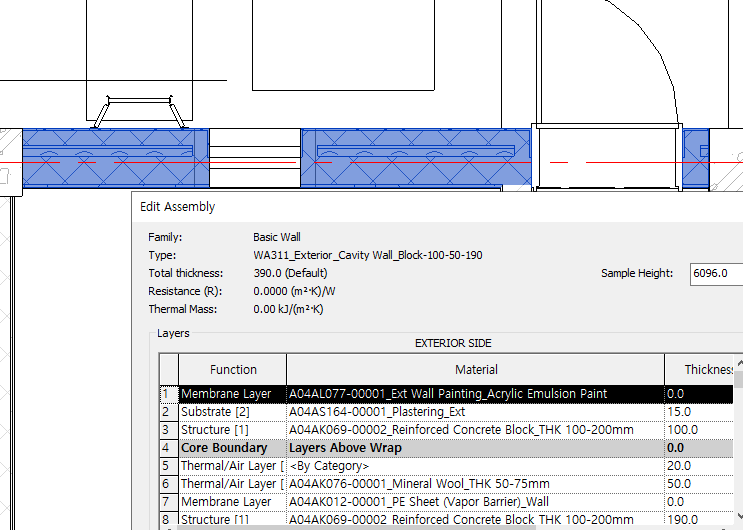 Edit Assembly
Family: Basic Wall
Type: WA311_Exterior_Cavity Wall_Block-100-50-190
Total thickness: 390.0 (Default) Sample Height: 6096.0
Resistance (R): 0.0000 (m²·K)/W
Thermal Mass: 0.00 kJ/(m²·K)
Layers
EXTERIOR SIDE
Function Material Thickness
1 Membrane Layer A04AL077-00001_Ext Wall Painting_Acrylic Emulsion Paint 0.0
2 Substrate [2] A04AS164-00001_Plastering_Ext 15.0
3 Structure [1] A04AK069-00002_Reinforced Concrete Block_THK 100-200mm 100.0
4 Core Boundary Layers Above Wrap 0.0
5 Thermal/Air Layer [ <By Category> 20.0
6 Thermal/Air Layer [ A04AK076-00001_Mineral Wool_THK 50-75mm 50.0
7 Membrane Layer A04AK012-00001_PE Sheet (Vapor Barrier)_Wall 0.0
8 Structure [1] A04AK069-00002_Reinforced Concrete Block_THK 100-200mm 190.0